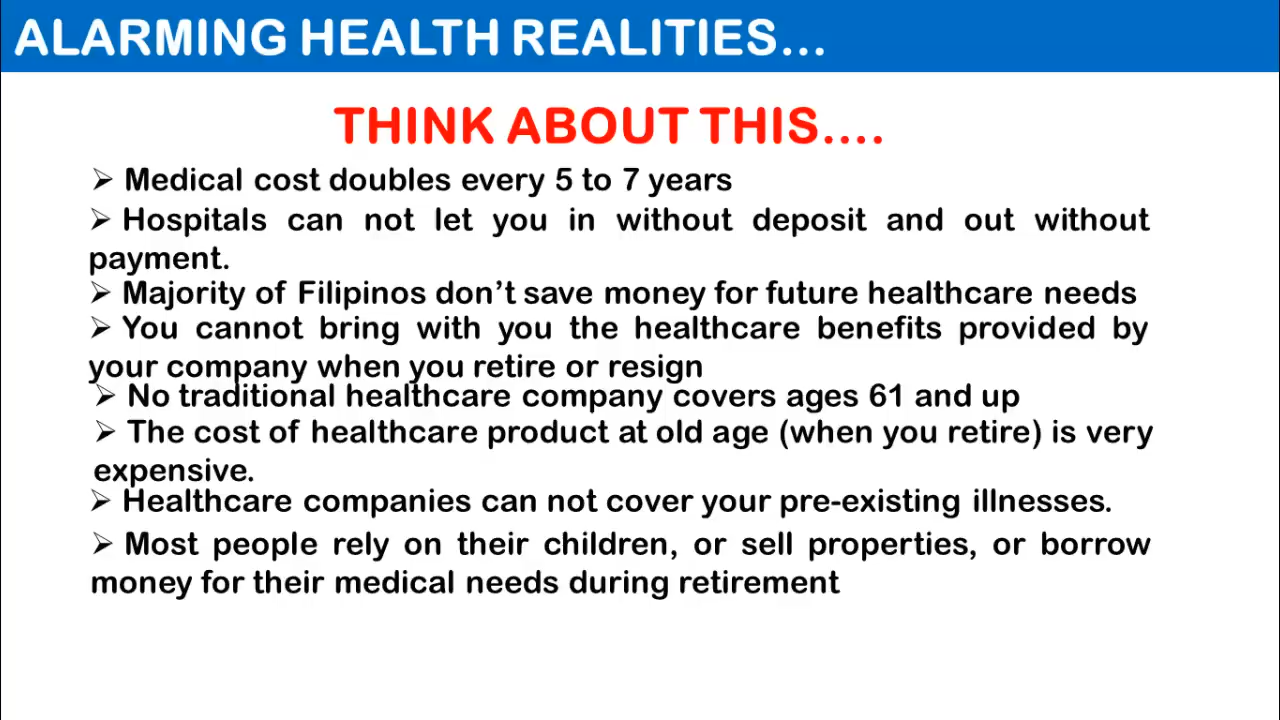 ALARMING HEALTH REALITIES...
THINK ABOUT THIS....
➢ Medical cost doubles every 5 to 7 years
➢ Hospitals can not let you in without deposit and out without
payment.
➢ Majority of Filipinos don’t save money for future healthcare needs
➢ You cannot bring with you the healthcare benefits provided by
your company when you retire or resign
➢ No traditional healthcare company covers ages 61 and up
➢ The cost of healthcare product at old age (when you retire) is very
expensive.
➢ Healthcare companies can not cover your pre-existing illnesses.
➢ Most people rely on their children, or sell properties, or borrow
money for their medical needs during retirement